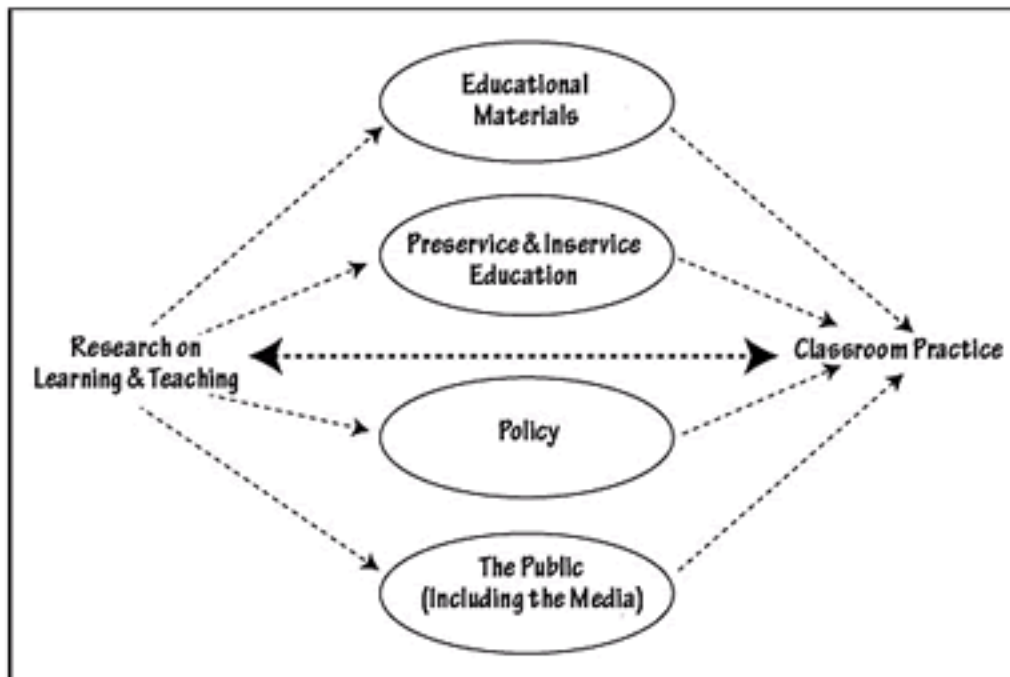 Educational
Materials
Preservice & Inservice
Education
Research on
Learning & Teaching
Classroom Practice
Policy
The Public
(Including the Media)